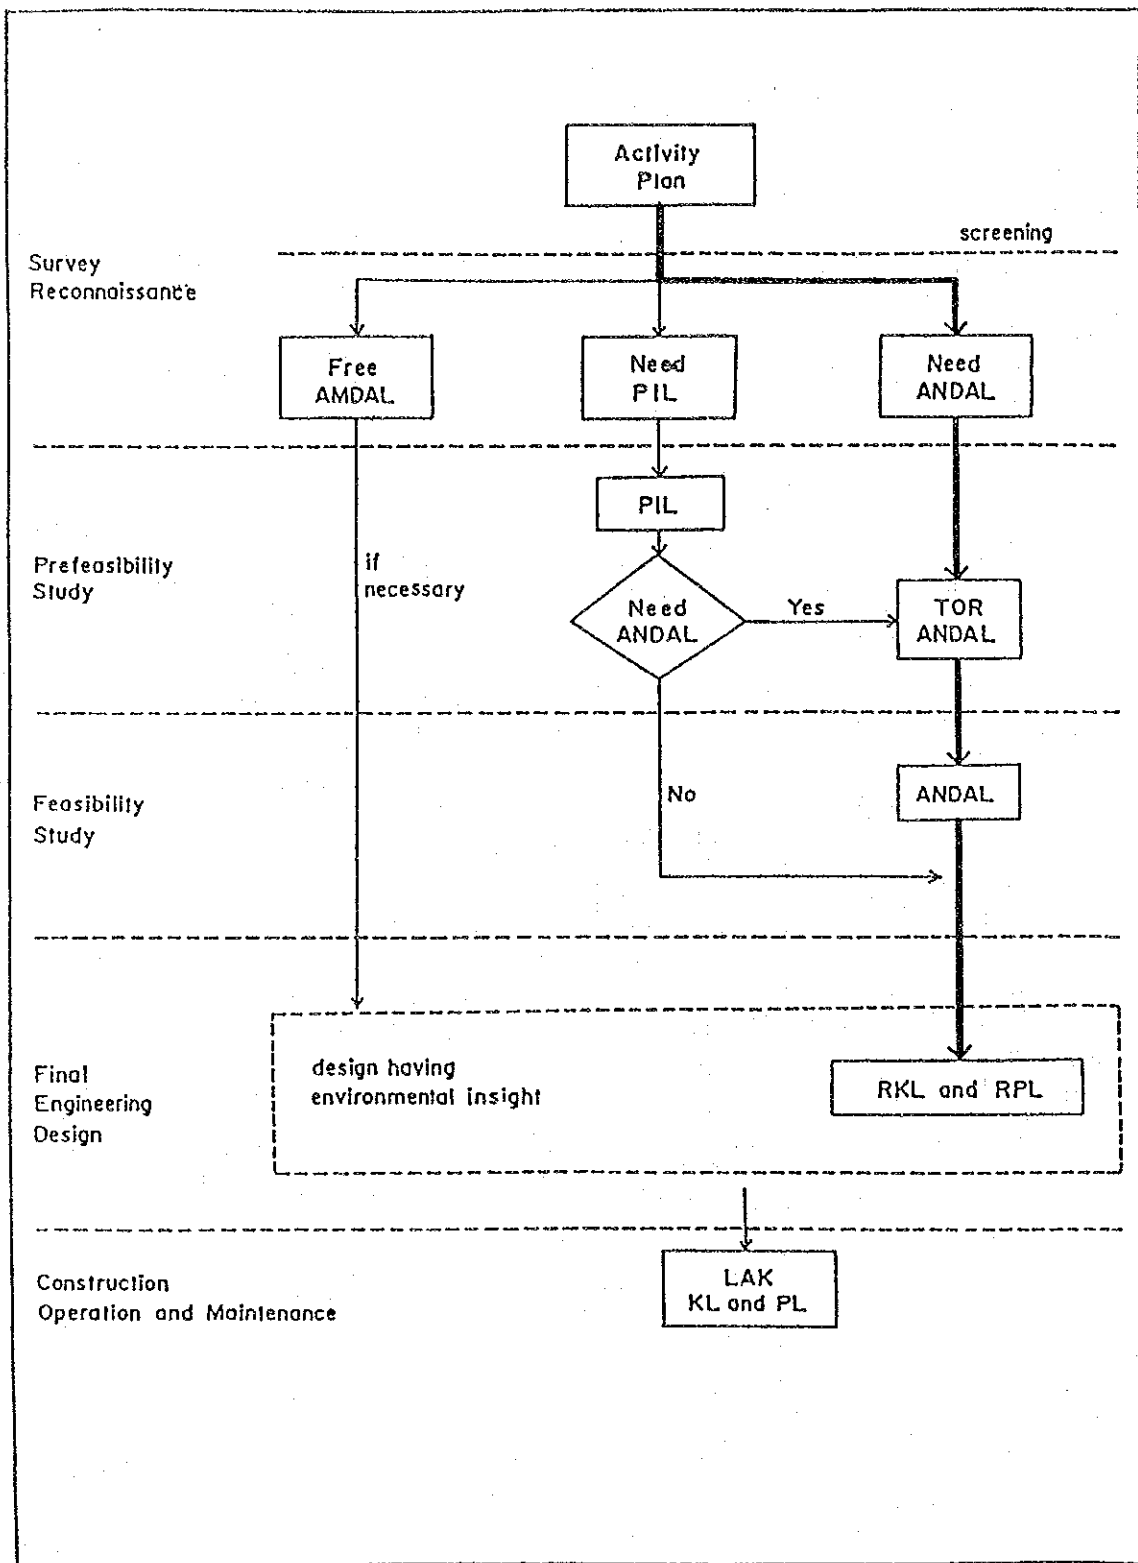 Activity
Plan
screening
Survey
Reconnaissance
Free
AMDAL
Need
PIL
Need
ANDAL
PIL
Prefeasibility
Study
if
necessary
Need
ANDAL
Yes
TOR
ANDAL
Feasibility
Study
No
ANDAL
Final
Engineering
Design
design having
environmental insight
RKL and RPL
Construction
Operation and Maintenance
LAK
KL and PL